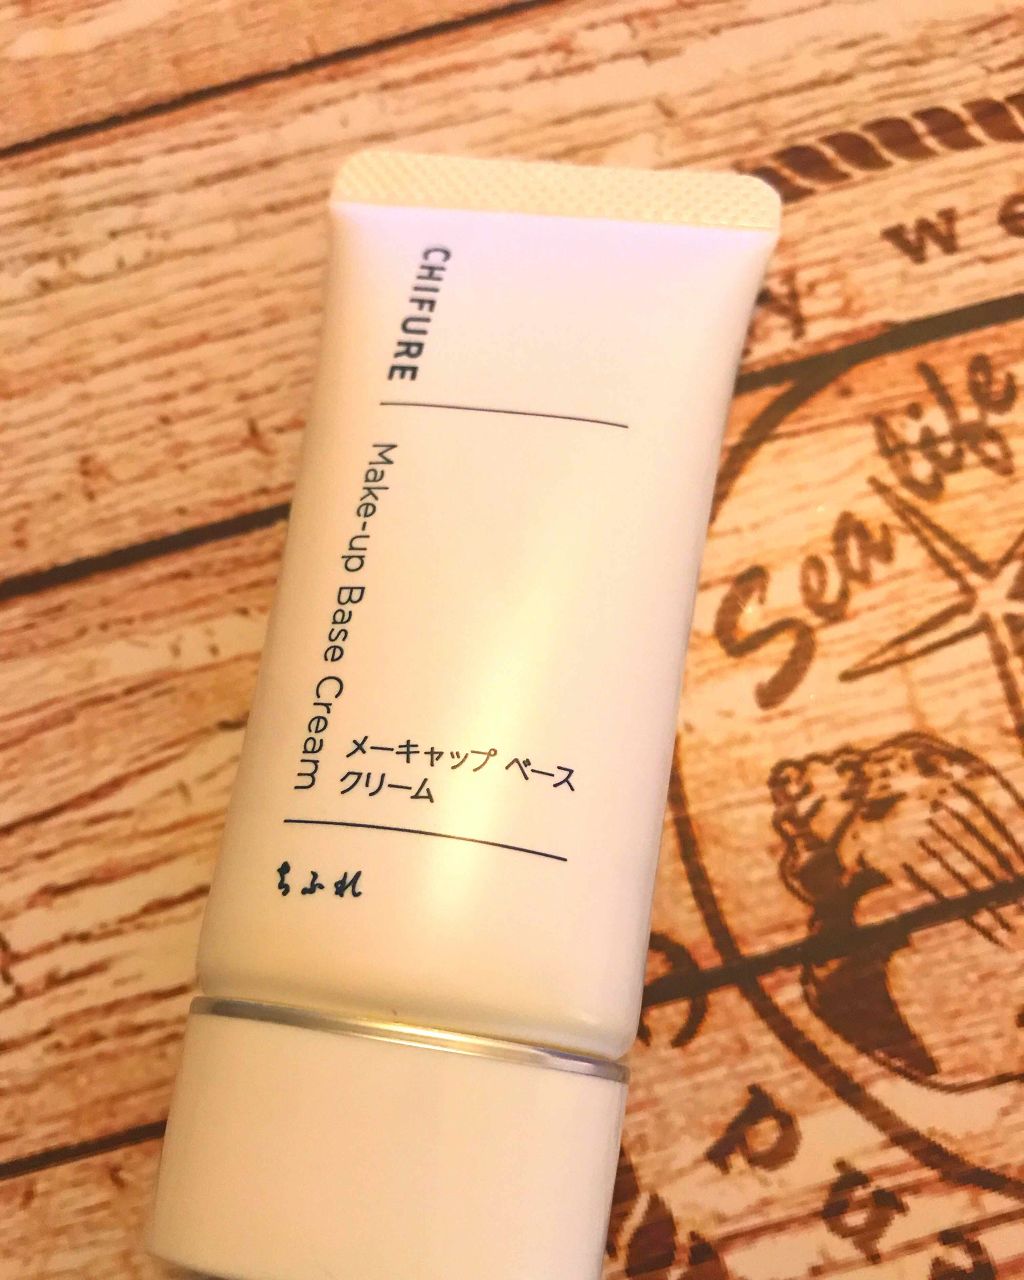 CHIFURE
Make-up Base Cream
メーキャップ ベース
クリーム
ちふれ
Sea life